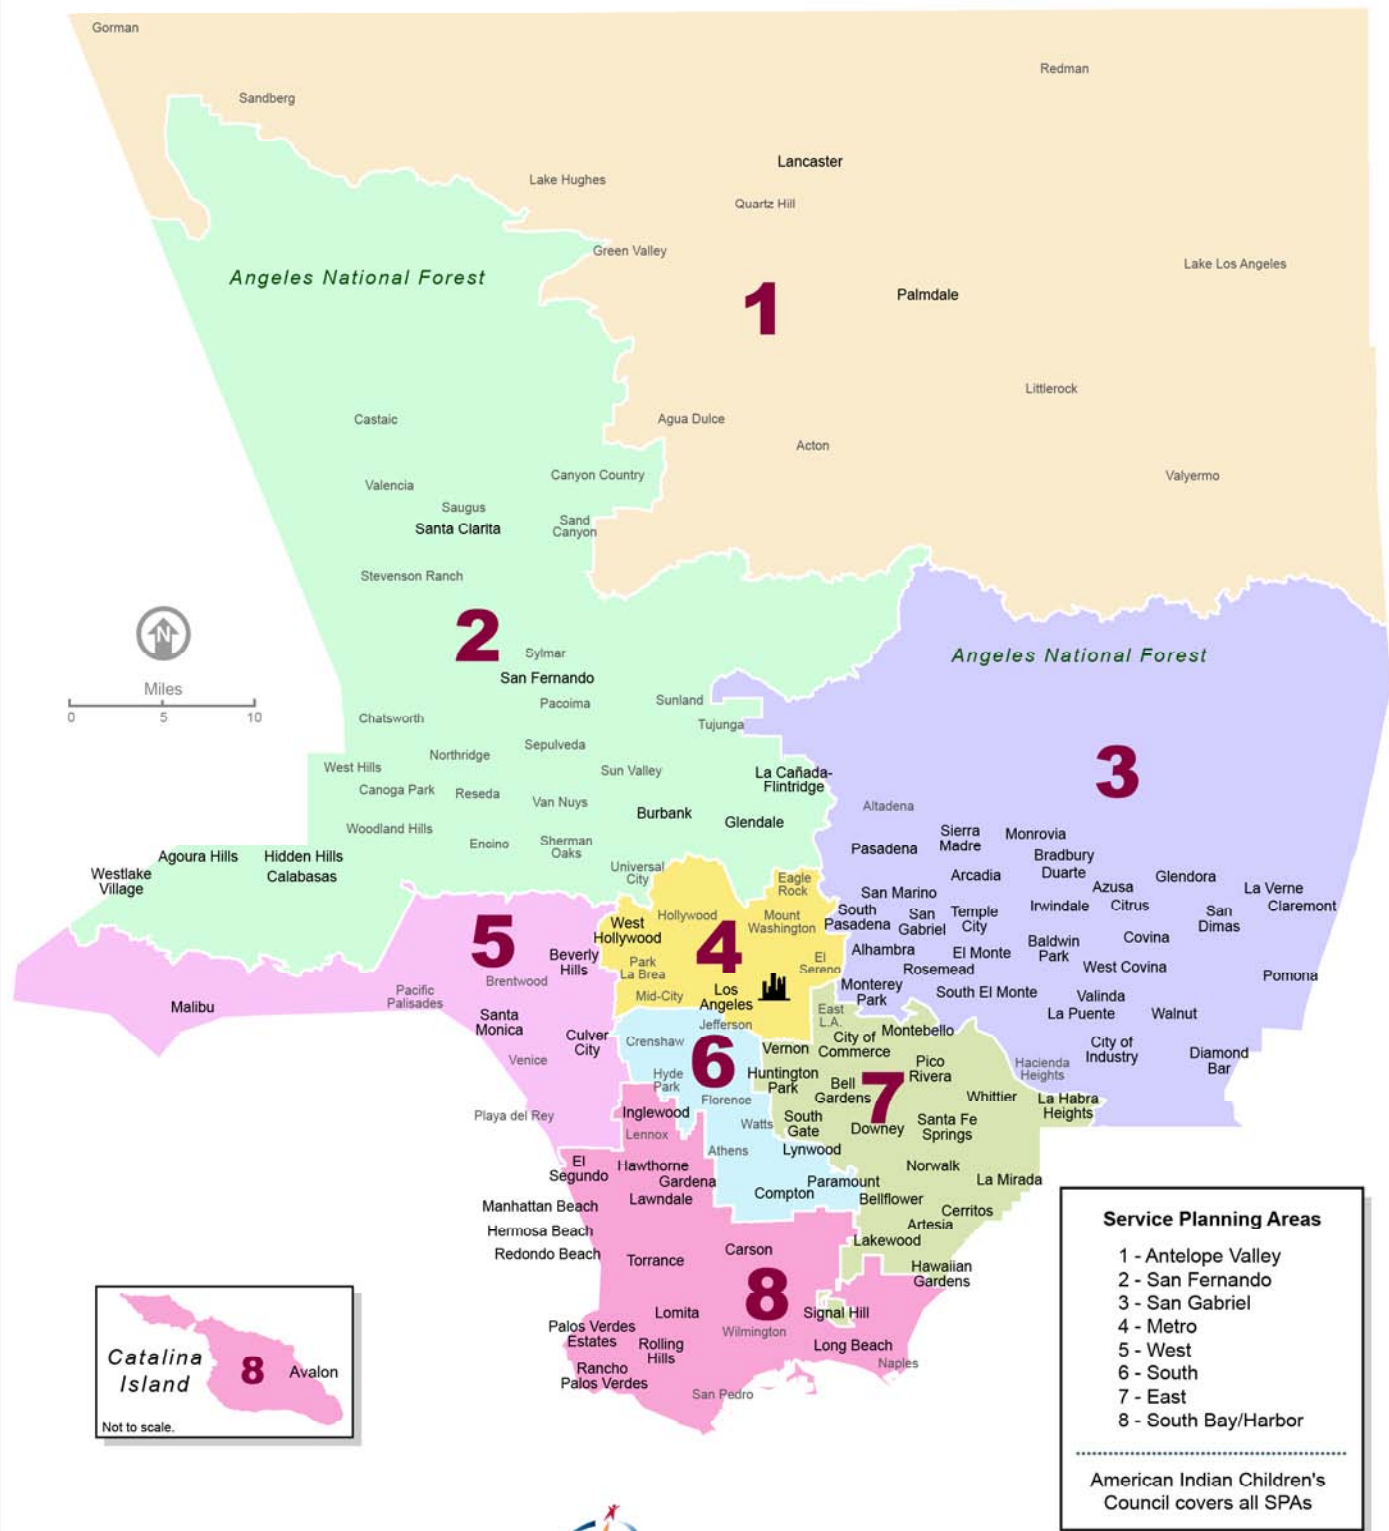 Gorman
Redman
Sandberg
Lancaster
Lake Hughes
Quartz Hill
Green Valley
Lake Los Angeles
Angeles National Forest
1
Palmdale
Littlerock
Castaic
Agua Dulce
Acton
Canyon Country
Valyermo
Valencia
Saugus
Santa Clarita
Sand
Canyon
Stevenson Ranch
N
2
Sylmar
Angeles National Forest
San Fernando
Miles
0 5 10
Pacoima
Sunland
Chatsworth
Tujunga
Northridge
Sepulveda
3
West Hills
Sun Valley
La Cañada-
Flintridge
Canoga Park
Reseda
Van Nuys
Burbank
Glendale
Altadena
Woodland Hills
Encino
Sherman
Oaks
Pasadena
Sierra
Madre
Monrovia
Bradbury
Duarte
Agoura Hills
Hidden Hills
Calabasas
Westlake
Village
Universal
City
Eagle
Rock
Arcadia
Azusa
Citrus
Glendora
La Verne
Claremont
San Marino
Irwindale
San
Dimas
5
West
Hollywood
Hollywood
4
Mount
Washington
South
Pasadena
San
Gabriel
Temple
City
Beverly
Hills
Park
La Brea
El
Sereno
Alhambra
El Monte
Baldwin
Park
Covina
Rosemead
West Covina
Pomona
Brentwood
Pacific
Palisades
Mid-City
Los
Angeles
Monterey
Park
South El Monte
Valinda
La Puente
Walnut
Malibu
Santa
Monica
Culver
City
Jefferson
East
L.A.
Montebello
Crenshaw
6
Vernon
City of
Commerce
City of
Industry
Diamond
Bar
Venice
Hyde
Park
Huntington
Park
Bell
Gardens
7
Pico
Rivera
Hacienda
Heights
Whittier
La Habra
Heights
Playa del Rey
Inglewood
Florence
Lennox
Watts
South
Gate
Downey
Santa Fe
Springs
Athens
Lynwood
El
Segundo
Hawthorne
Gardena
Lawndale
Norwalk
La Mirada
Compton
Paramount
Bellflower
Manhattan Beach
Cerritos
Artesia
Hermosa Beach
Redondo Beach
Torrance
Carson
Lakewood
Hawaiian
Gardens
8
Lomita
Signal Hill
Wilmington
Palos Verdes
Estates
Rolling
Hills
Long Beach
Naples
Rancho
Palos Verdes
San Pedro
Catalina
Island
8
Avalon
Not to scale.
Service Planning Areas
1 - Antelope Valley
2 - San Fernando
3 - San Gabriel
4 - Metro
5 - West
6 - South
7 - East
8 - South Bay/Harbor
American Indian Children's
Council covers all SPAs